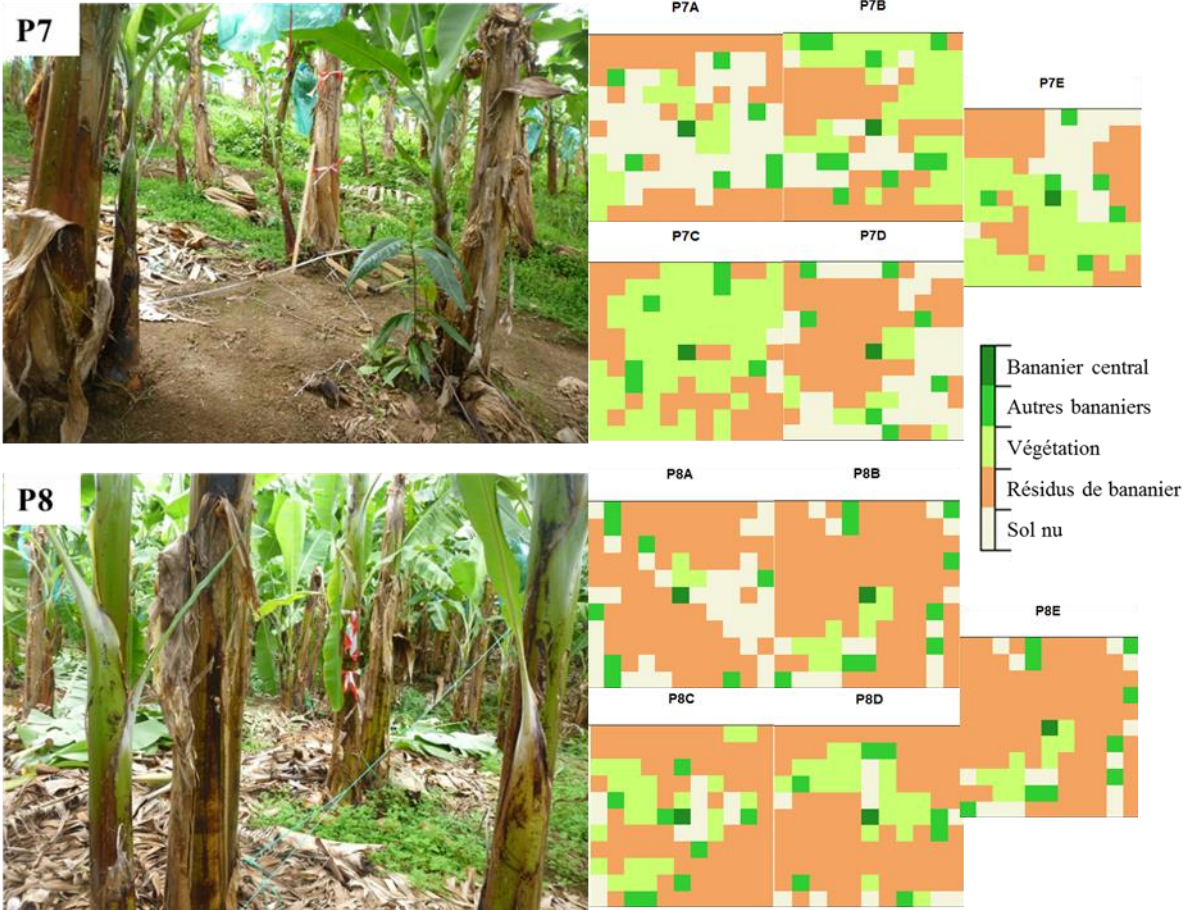 P7
P7A
P7B
P7E
P7C
P7D
Bananier central
Autres bananiers
Végétation
Résidus de bananier
Sol nu
P8
P8A
P8B
P8E
P8C
P8D